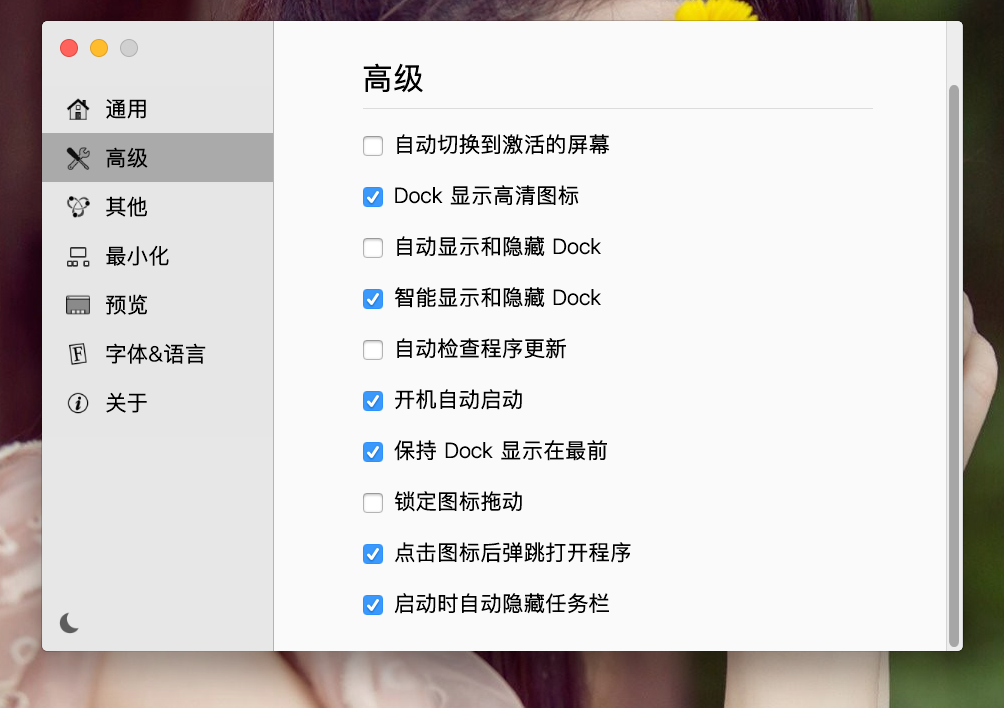 通用
高级
其他
最小化
预览
字体&语言
关于
高级
自动切换到激活的屏幕
Dock 显示高清图标
自动显示和隐藏 Dock
智能显示和隐藏 Dock
自动检查程序更新
开机自动启动
保持 Dock 显示在最前
锁定图标拖动
点击图标后弹跳打开程序
启动时自动隐藏任务栏